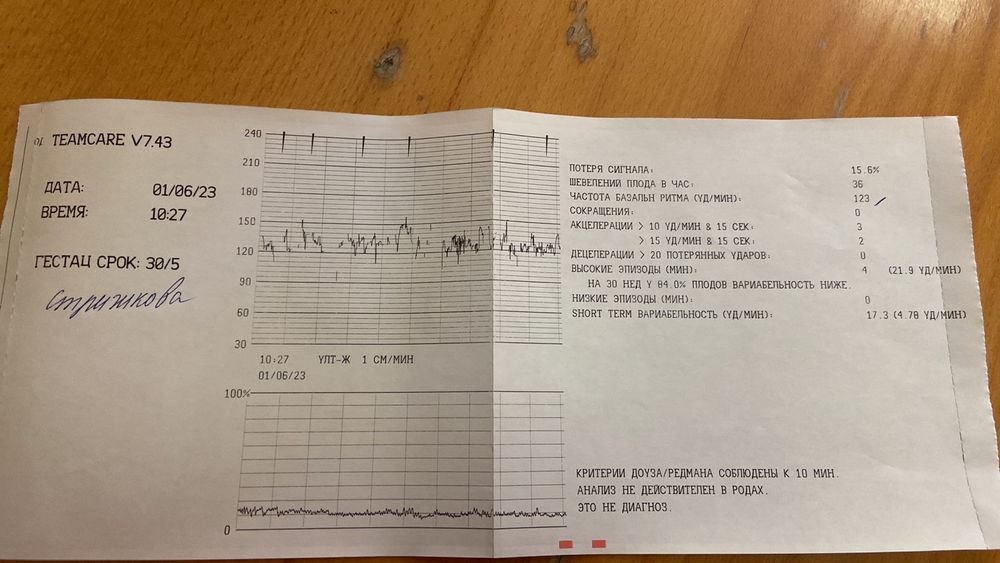 TEAMCARE V7.43
ДАТА: 01/06/23
ВРЕМЯ: 10:27
ГЕСТАЦ СРОК: 30/5
Стрижкова
240
210
180
150
120
90
60
30
10:27 УЛТ-Ж 1 СМ/МИН
01/06/23
100%
0
ПОТЕРЯ СИГНАЛА: 15.6%
ШЕВЕЛЕНИЙ ПЛОДА В ЧАС: 36
ЧАСТОТА БАЗАЛЬН РИТМА (УД/МИН): 123
СОКРАЩЕНИЯ: 0
АКЦЕЛЕРАЦИИ > 10 УД/МИН & 15 СЕК: 3
> 15 УД/МИН & 15 СЕК: 2
ДЕЦЕЛЕРАЦИИ > 20 ПОТЕРЯННЫХ УДАРОВ: 0
ВЫСОКИЕ ЭПИЗОДЫ (МИН): 4 (21.9 УД/МИН)
НА 30 НЕД У 84.0% ПЛОДОВ ВАРИАБЕЛЬНОСТЬ НИЖЕ.
НИЗКИЕ ЭПИЗОДЫ (МИН): 0
SHORT TERM ВАРИАБЕЛЬНОСТЬ (УД/МИН): 17.3 (4.78 УД/МИН)
КРИТЕРИИ ДОУЗА/РЕДМАНА СОБЛЮДЕНЫ К 10 МИН.
АНАЛИЗ НЕ ДЕЙСТВИТЕЛЕН В РОДАХ.
ЭТО НЕ ДИАГНОЗ.